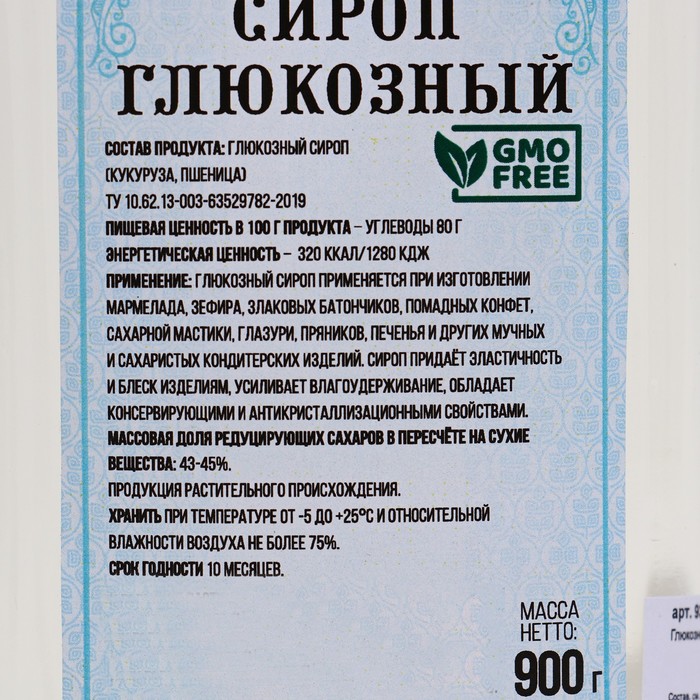 СИРОП
ГЛЮКОЗНЫЙ
GMO
FREE
СОСТАВ ПРОДУКТА: ГЛЮКОЗНЫЙ СИРОП
(КУКУРУЗА, ПШЕНИЦА)
ТУ 10.62.13-003-63529782-2019
ПИЩЕВАЯ ЦЕННОСТЬ В 100 Г ПРОДУКТА – УГЛЕВОДЫ 80 Г
ЭНЕРГЕТИЧЕСКАЯ ЦЕННОСТЬ – 320 ККАЛ/1280 КДЖ
ПРИМЕНЕНИЕ: ГЛЮКОЗНЫЙ СИРОП ПРИМЕНЯЕТСЯ ПРИ ИЗГОТОВЛЕНИИ
МАРМЕЛАДА, ЗЕФИРА, ЗЛАКОВЫХ БАТОНЧИКОВ, ПОМАДНЫХ КОНФЕТ,
САХАРНОЙ МАСТИКИ, ГЛАЗУРИ, ПРЯНИКОВ, ПЕЧЕНЬЯ И ДРУГИХ МУЧНЫХ
И САХАРИСТЫХ КОНДИТЕРСКИХ ИЗДЕЛИЙ. СИРОП ПРИДАЁТ ЭЛАСТИЧНОСТЬ
И БЛЕСК ИЗДЕЛИЯМ, УСИЛИВАЕТ ВЛАГОУДЕРЖИВАНИЕ, ОБЛАДАЕТ
КОНСЕРВИРУЮЩИМИ И АНТИКРИСТАЛЛИЗАЦИОННЫМИ СВОЙСТВАМИ.
МАССОВАЯ ДОЛЯ РЕДУЦИРУЮЩИХ САХАРОВ В ПЕРЕСЧЁТЕ НА СУХИЕ
ВЕЩЕСТВА: 43-45%.
ПРОДУКЦИЯ РАСТИТЕЛЬНОГО ПРОИСХОЖДЕНИЯ.
ХРАНИТЬ ПРИ ТЕМПЕРАТУРЕ ОТ -5 ДО +25°С И ОТНОСИТЕЛЬНОЙ
ВЛАЖНОСТИ ВОЗДУХА НЕ БОЛЕЕ 75%.
СРОК ГОДНОСТИ 10 МЕСЯЦЕВ.
МАССА
НЕТТО:
900 г
арт.